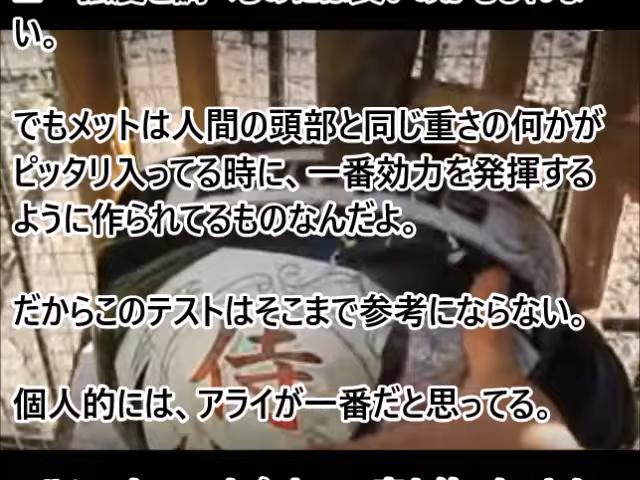 い。
でもメットは人間の頭部と同じ重さの何かが
ピッタリ入ってる時に、一番効力を発揮する
ように作られてるものなんだよ。
だからこのテストはそこまで参考にならない。
侍
個人的には、アライが一番だと思ってる。